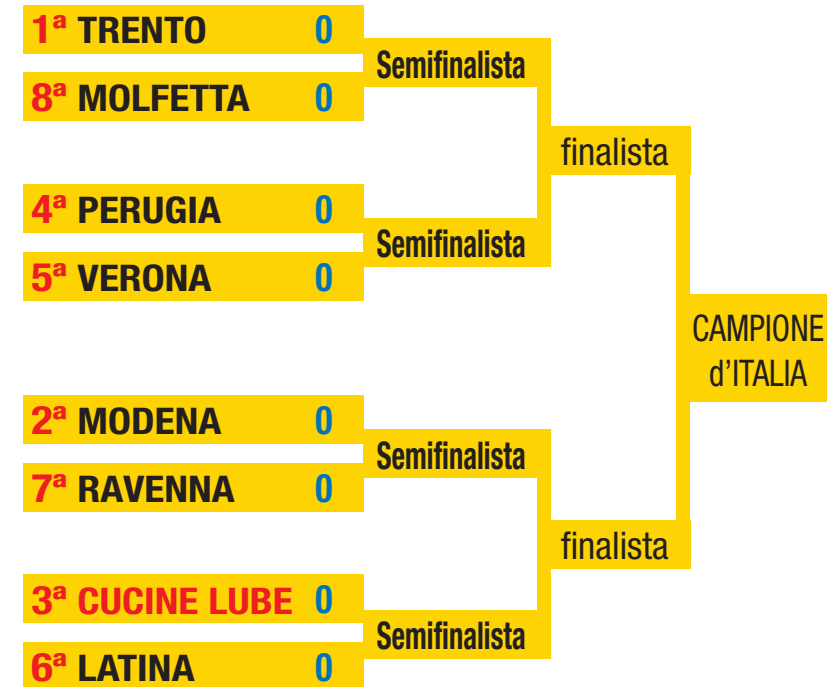 1ª TRENTO 0
8ª MOLFETTA 0
Semifinalista
4ª PERUGIA 0
5ª VERONA 0
Semifinalista
finalista
2ª MODENA 0
7ª RAVENNA 0
Semifinalista
3ª CUCINE LUBE 0
6ª LATINA 0
Semifinalista
finalista
CAMPIONE
d'ITALIA